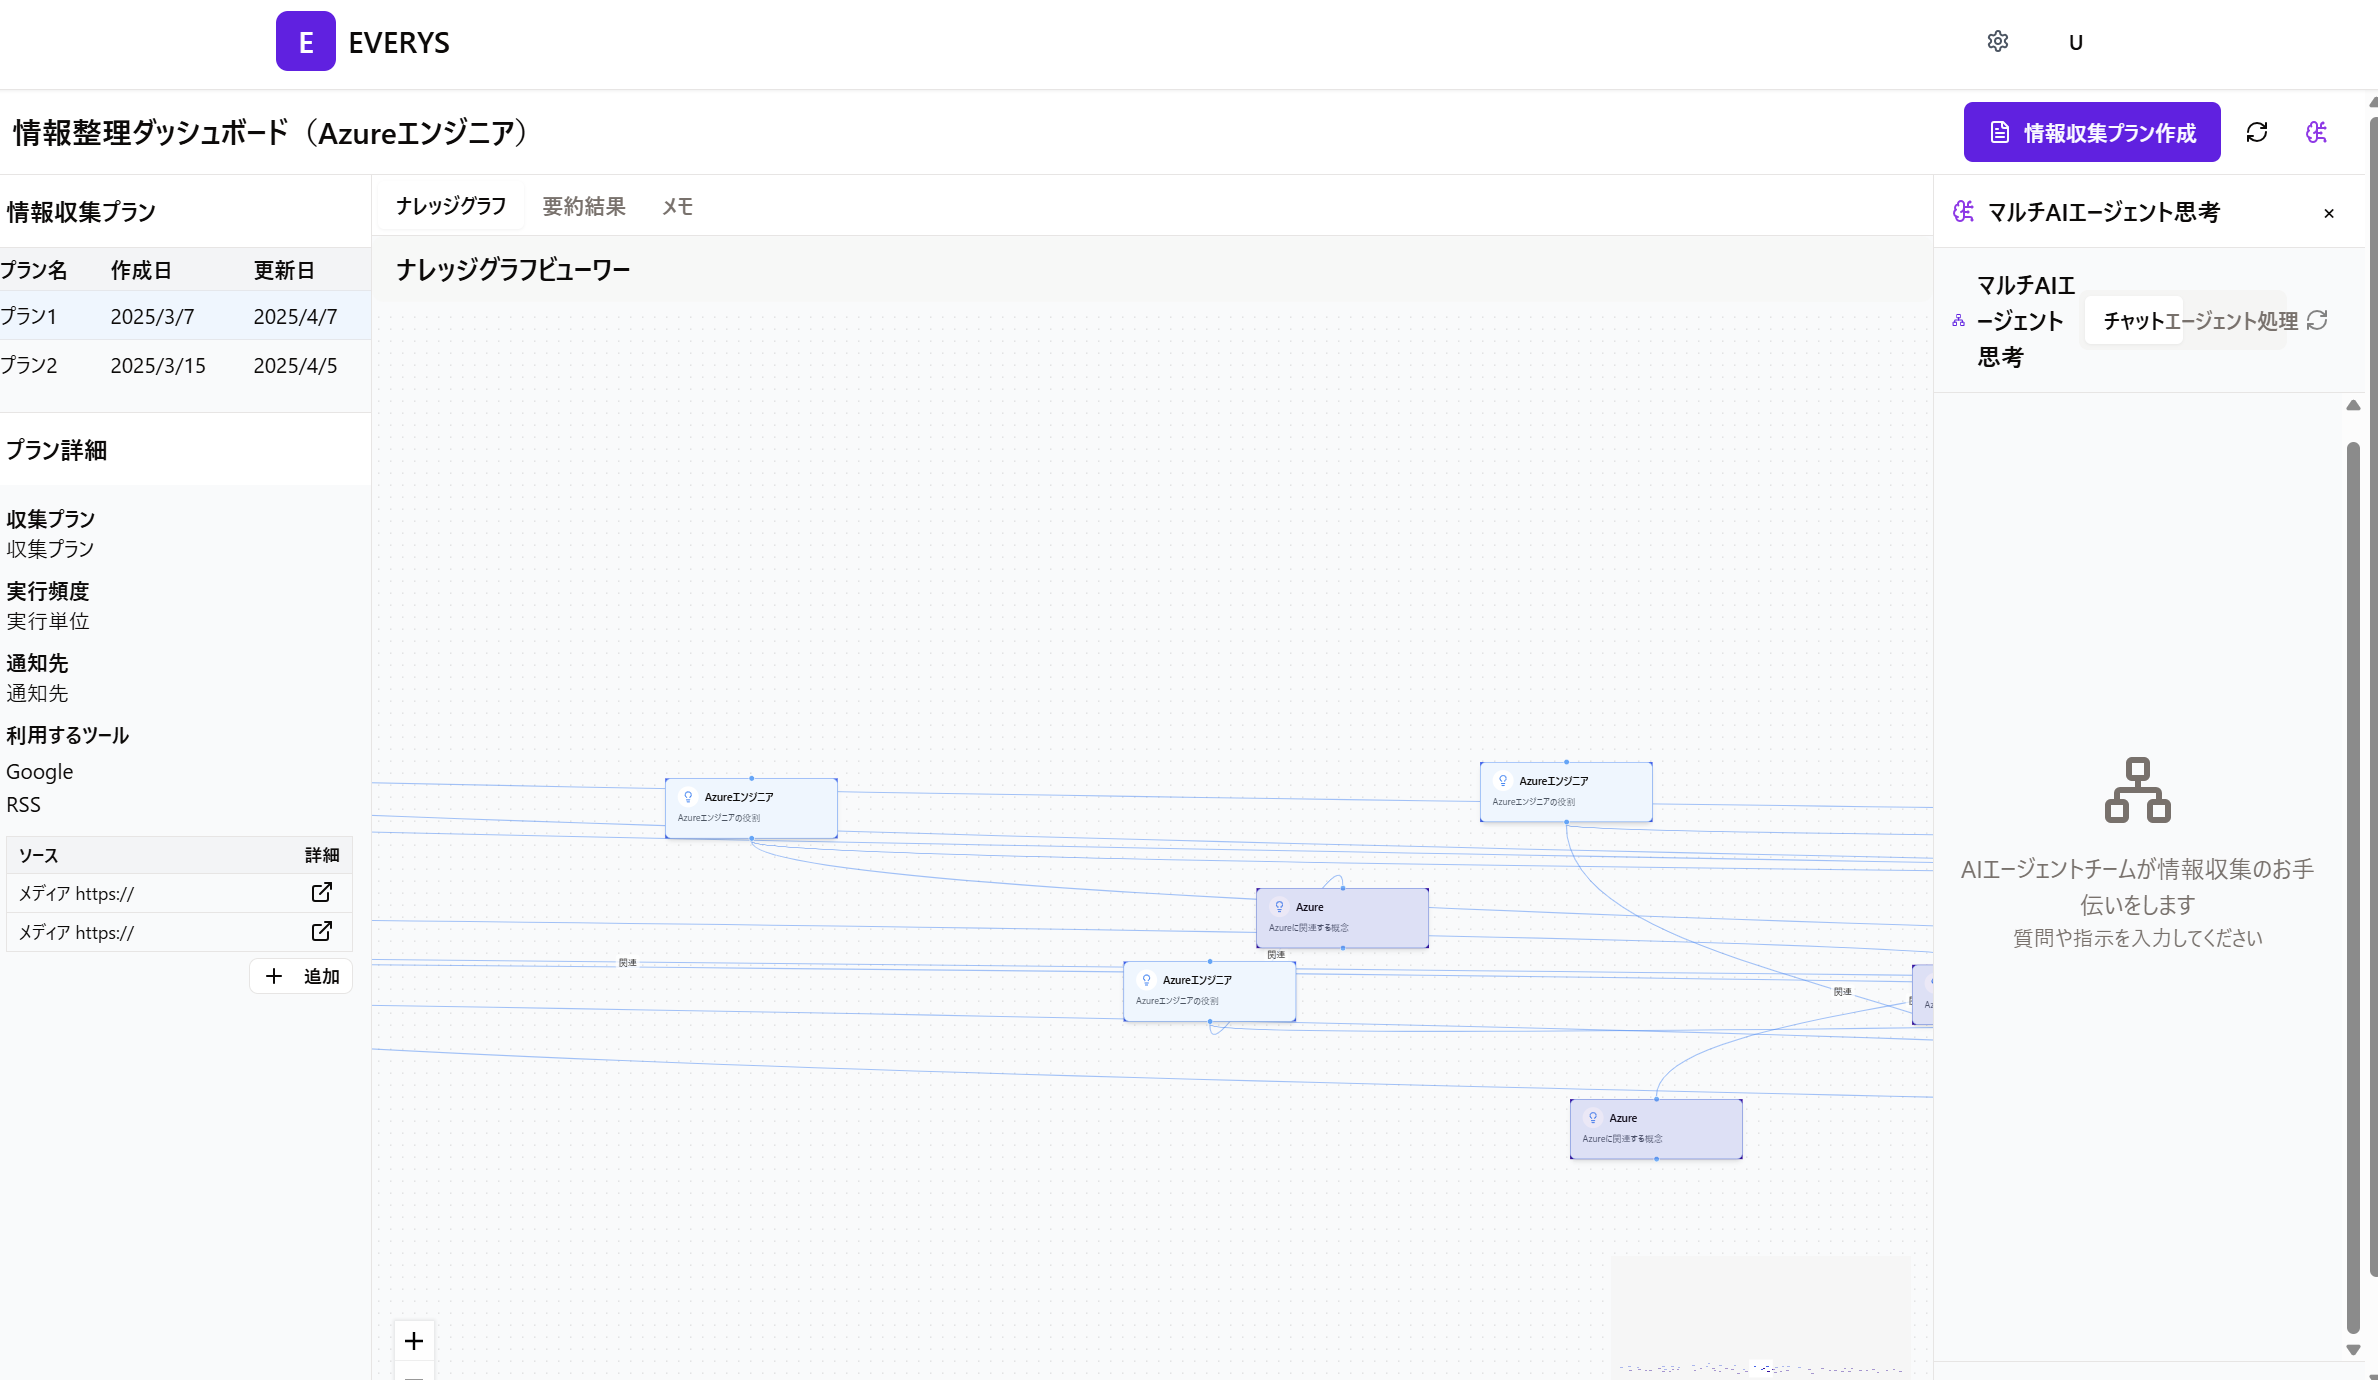 E EVERYS
U
情報整理ダッシュボード（Azureエンジニア）
情報収集プラン作成
情報収集プラン
プラン名 作成日 更新日
プラン1 2025/3/7 2025/4/7
プラン2 2025/3/15 2025/4/5
プラン詳細
収集プラン
収集プラン
実行頻度
実行単位
通知先
通知先
利用するツール
Google
RSS
ソース 詳細
メディア https://
メディア https://
+ 追加
ナレッジグラフ 要約結果 メモ
ナレッジグラフビューワー
Azureエンジニア
Azureエンジニアの役割
Azureエンジニア
Azureエンジニアの役割
Azure
Azureに関連する概念
関連
関連
Azureエンジニア
Azureエンジニアの役割
関連
Azure
Azureに関連する概念
マルチAIエージェント思考
×
マルチAIエ
ージェント
思考
チャット エージェント処理
AIエージェントチームが情報収集のお手
伝いをします
質問や指示を入力してください